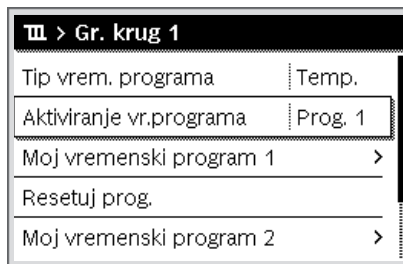 > Gr. krug 1
Tip vrem. programa Temp.
Aktiviranje vr.programa Prog. 1
Moj vremenski program 1 >
Resetuj prog.
Moj vremenski program 2 >